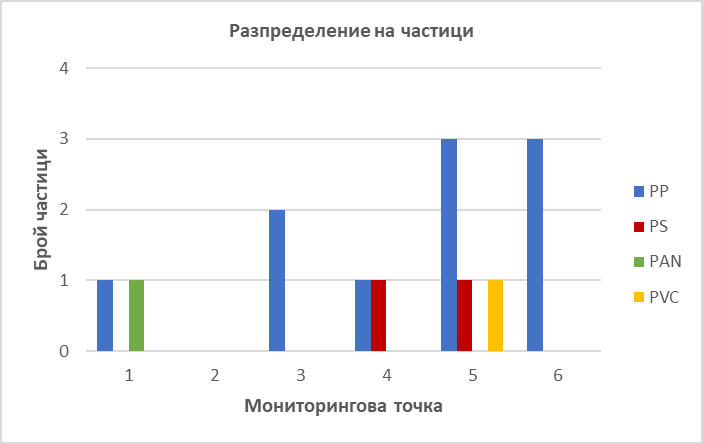 Разпределение на частици
4
3
2
1
0
Брой частици
1 2 3 4 5 6
Мониторингова точка
PP
PS
PAN
PVC